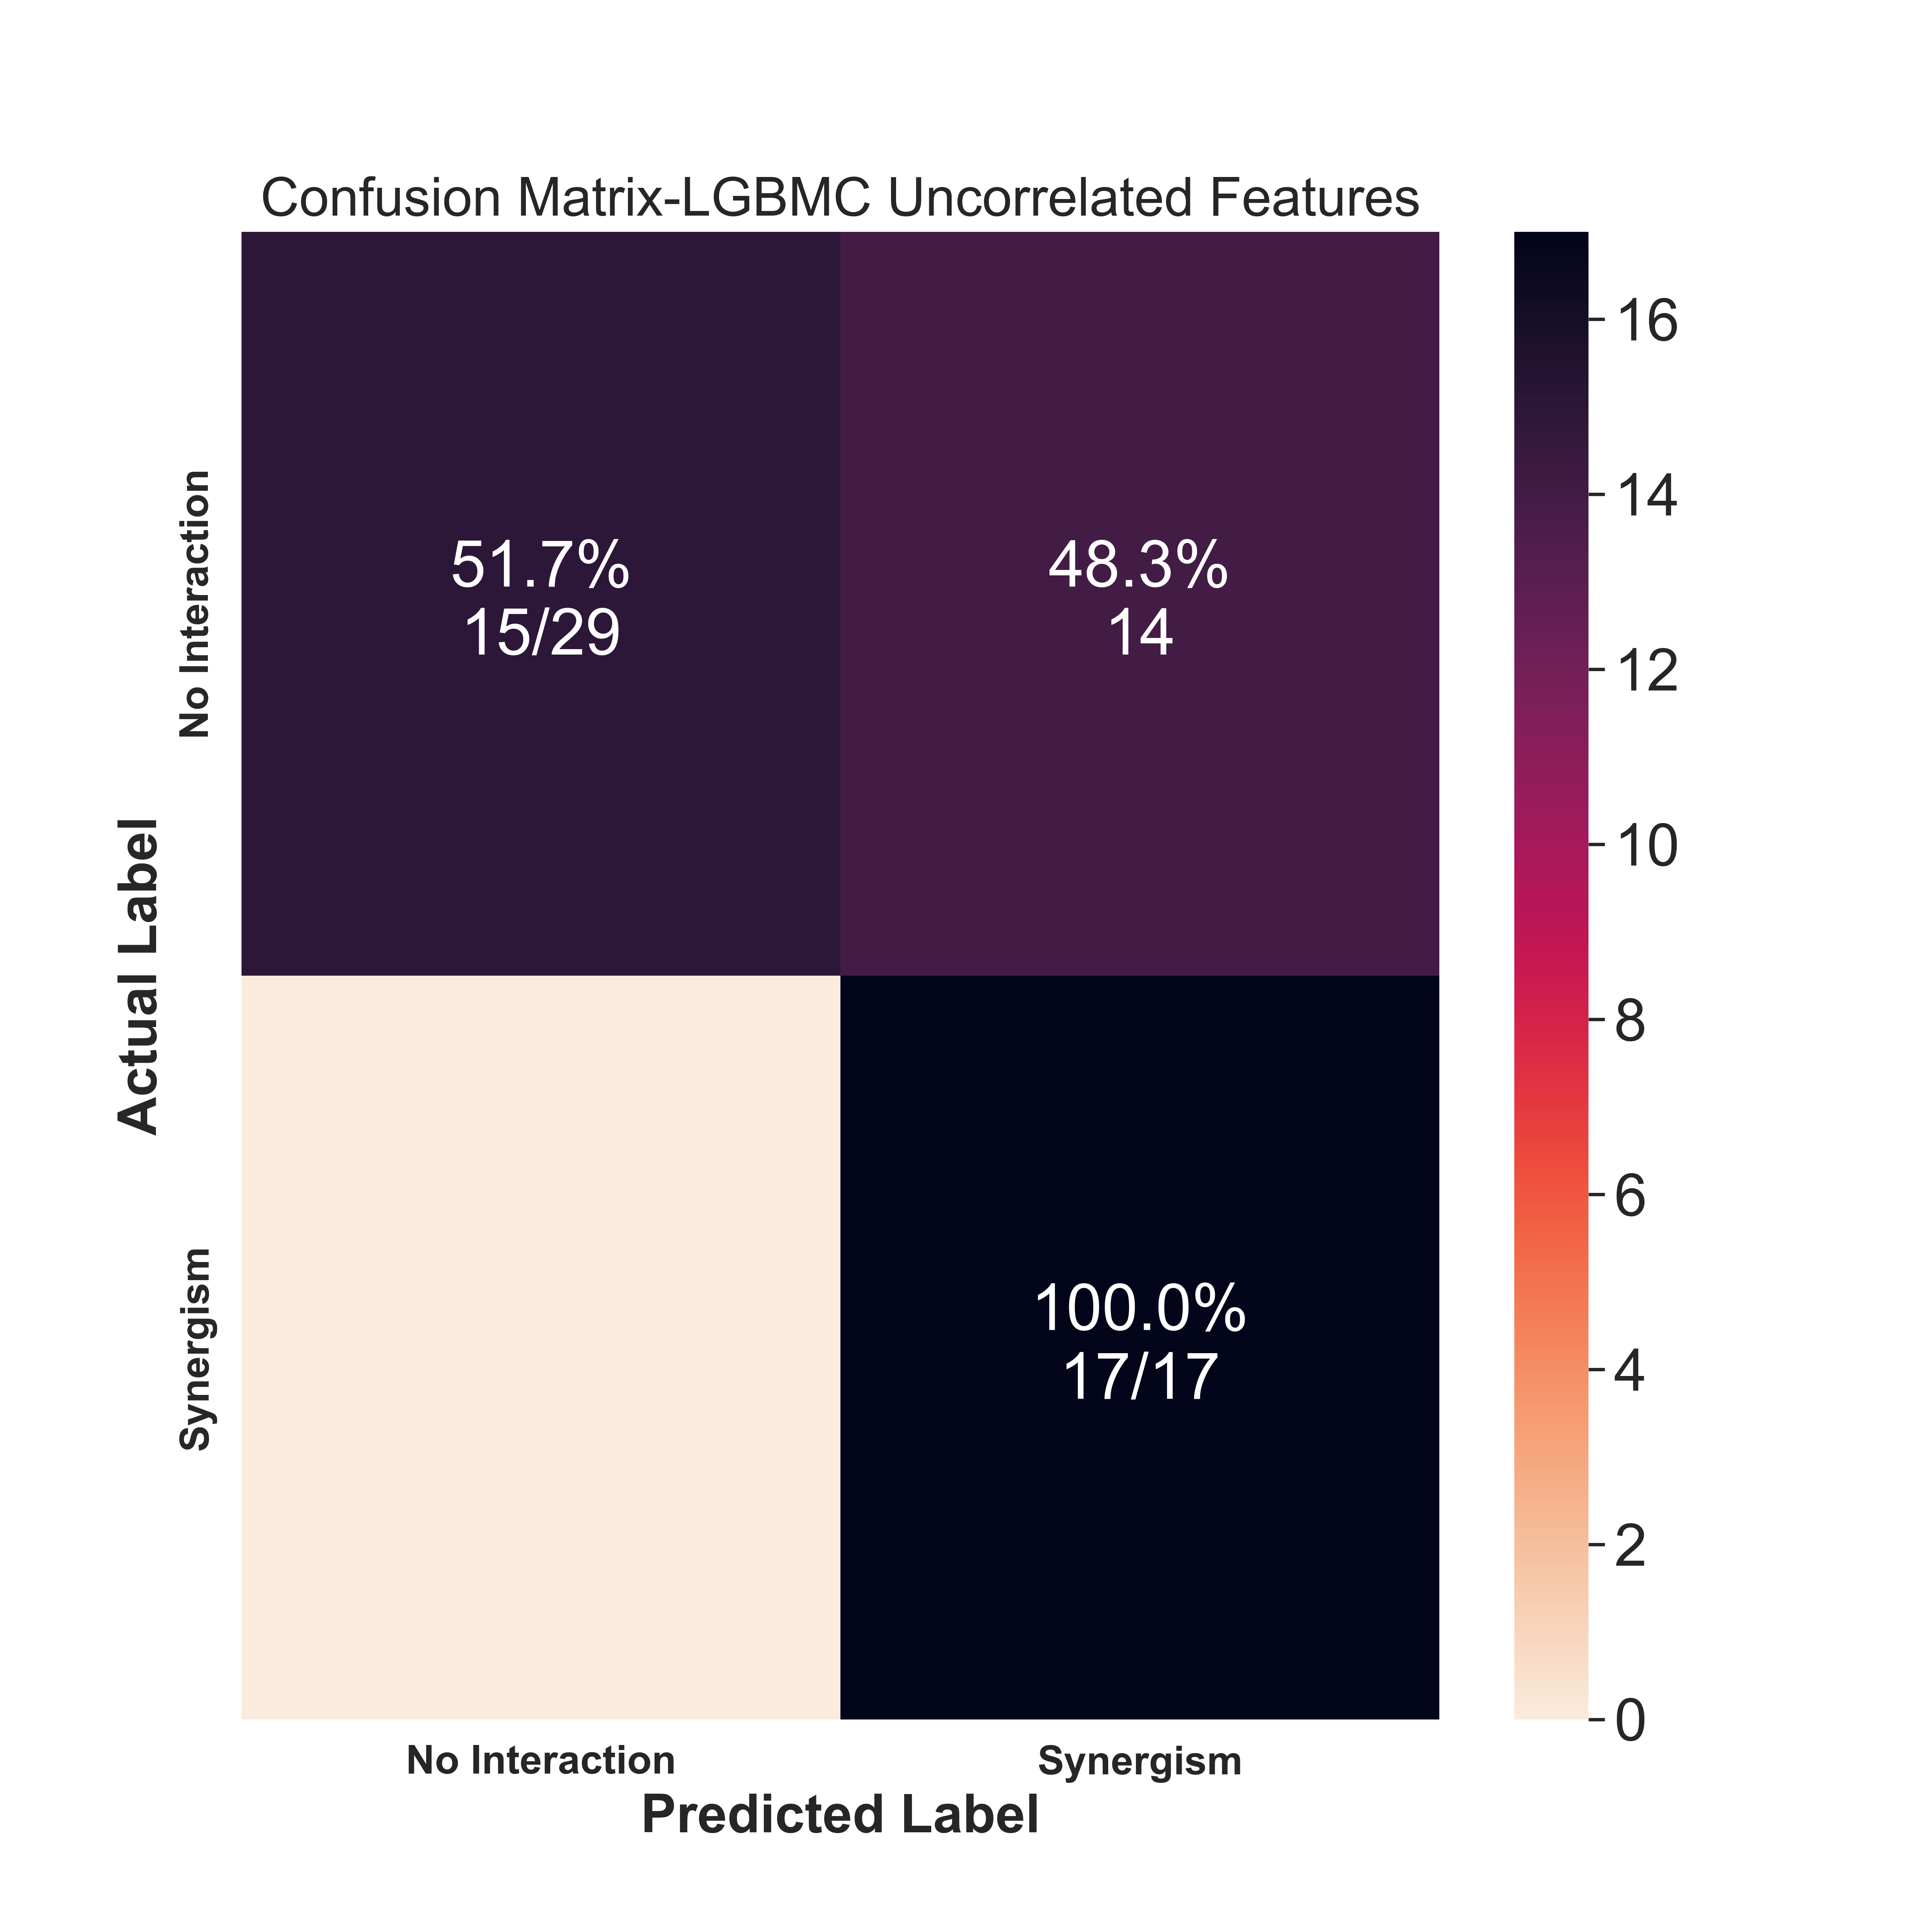 Confusion Matrix-LGBMC Uncorrelated Features
Actual Label
No Interaction
51.7%
15/29
48.3%
14
Synergism
100.0%
17/17
No Interaction
Synergism
Predicted Label
16
14
12
10
8
6
4
2
0